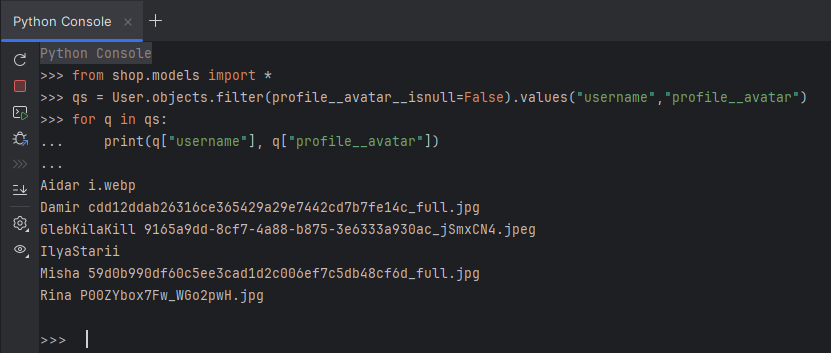 Python Console
Python Console
>>> from shop.models import *
>>> qs = User.objects.filter(profile__avatar__isnull=False).values("username","profile__avatar")
>>> for q in qs:
...     print(q["username"], q["profile__avatar"])
...
Aidar i.webp
Damir cdd12ddab26316ce365429a29e7442cd7b7fe14c_full.jpg
GlebKilaKill 9165a9dd-8cf7-4a88-b875-3e6333a930ac_jSmxCN4.jpeg
IlyaStarii
Misha 59d0b990df60c5ee3cad1d2c006ef7c5db48cf6d_full.jpg
Rina P00ZYbox7Fw_WGo2pwH.jpg
>>>